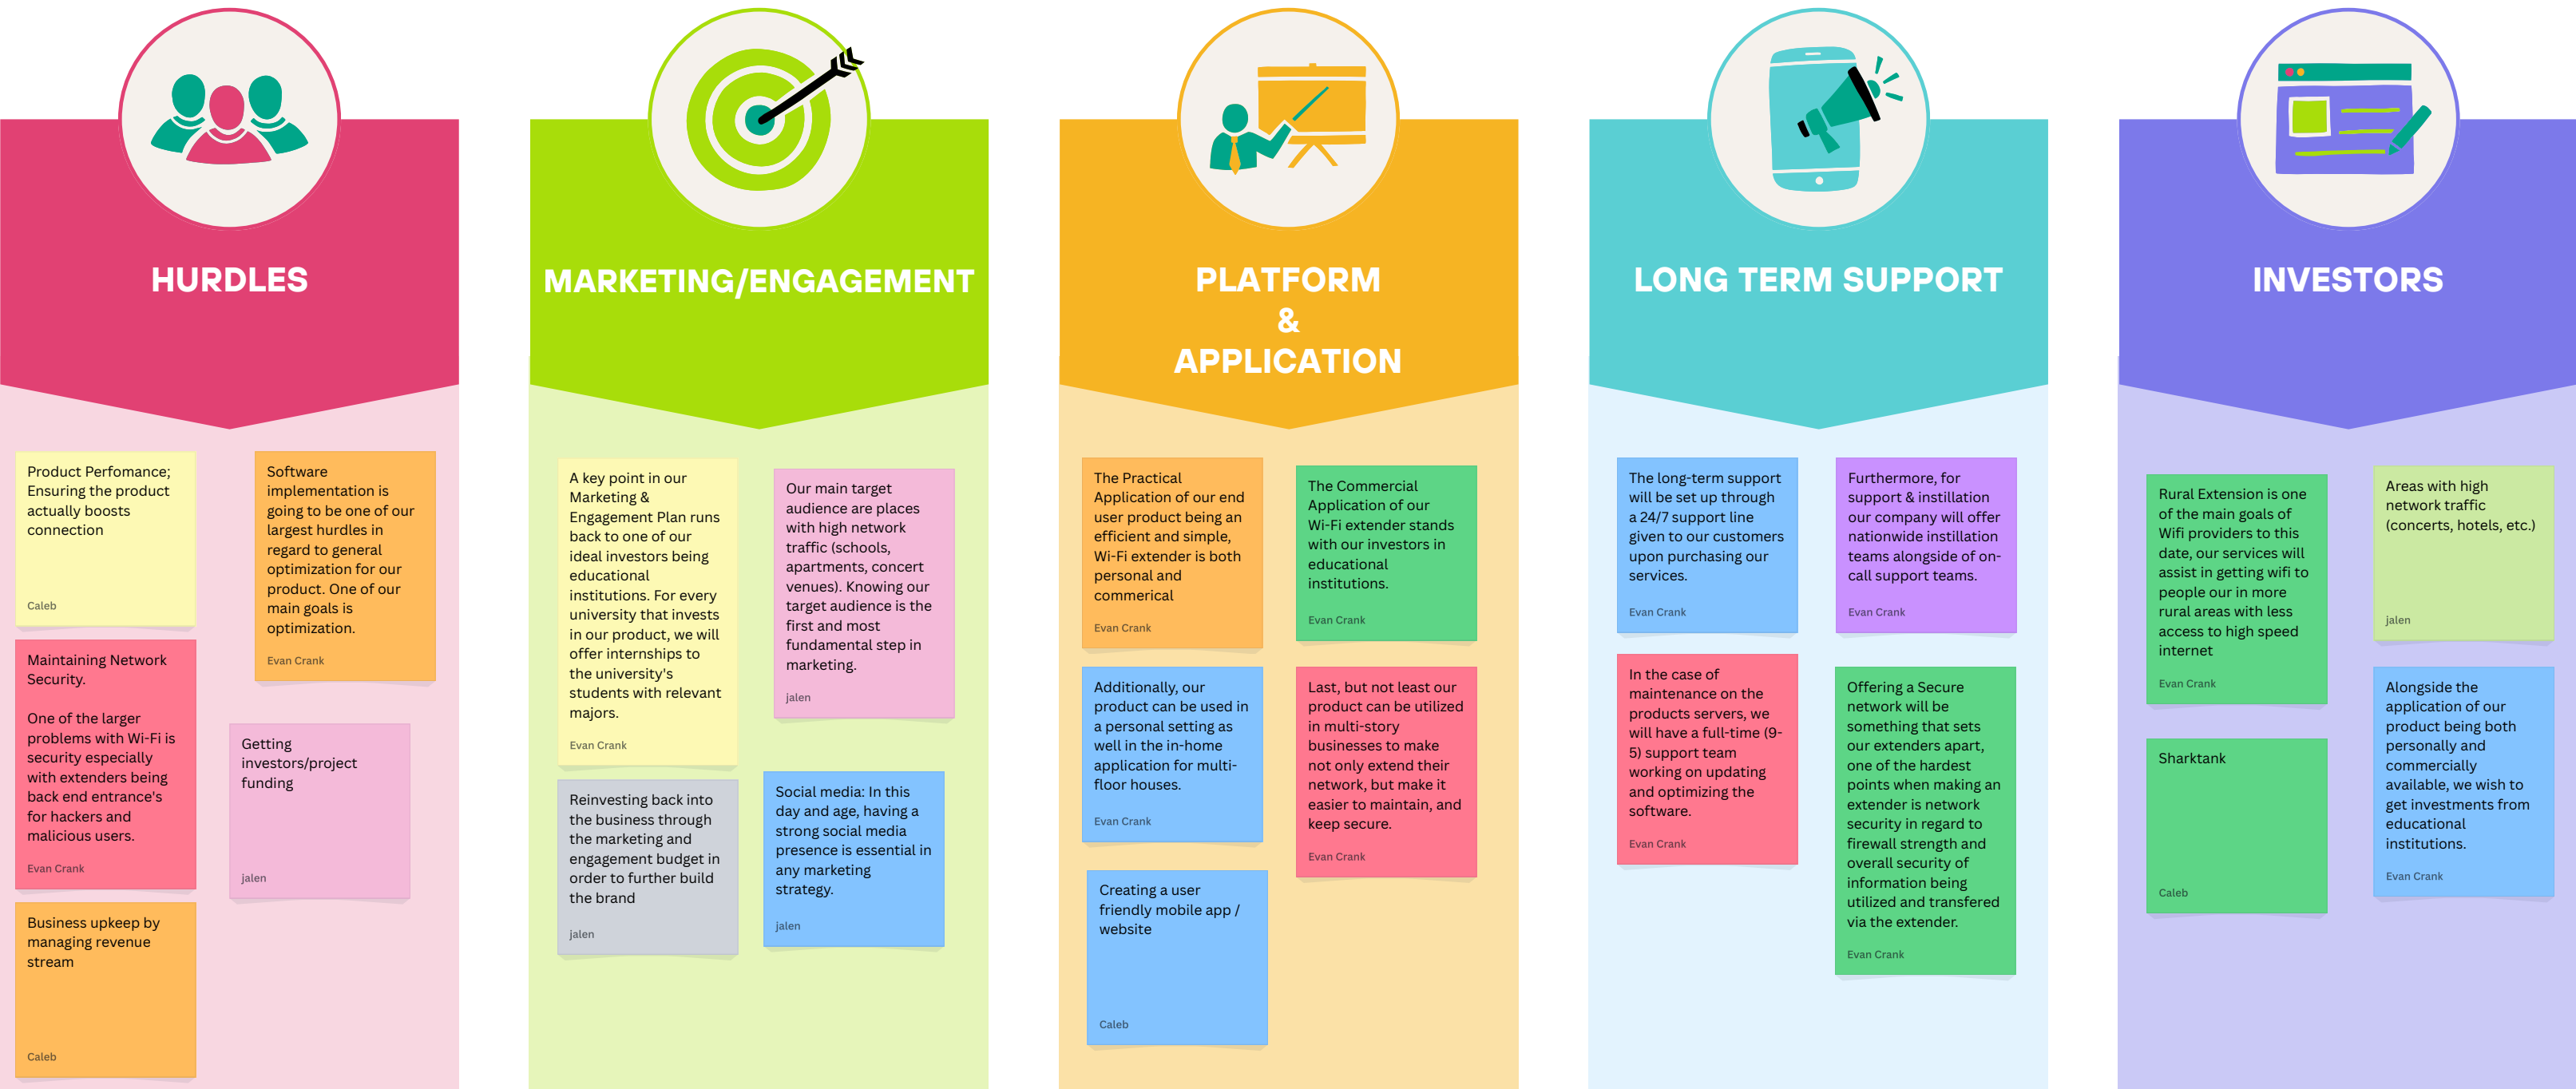 HURDLES
Product Perfomance;
Ensuring the product
actually boosts
connection
Caleb
Software
implementation is
going to be one of our
largest hurdles in
regard to general
optimization for our
product. One of our
main goals is
optimization.
Evan Crank
Maintaining Network
Security.
One of the larger
problems with Wi-Fi is
security especially
with extenders being
back end entrance's
for hackers and
malicious users.
Evan Crank
Getting
investors/project
funding
jalen
Business upkeep by
managing revenue
stream
Caleb
MARKETING/ENGAGEMENT
A key point in our
Marketing &
Engagement Plan runs
back to one of our
ideal investors being
educational
institutions. For every
university that invests
in our product, we will
offer internships to
the university's
students with relevant
majors.
Evan Crank
Our main target
audience are places
with high network
traffic (schools,
apartments, concert
venues). Knowing our
target audience is the
first and most
fundamental step in
marketing.
jalen
Reinvesting back into
the business through
the marketing and
engagement budget in
order to further build
the brand
jalen
Social media: In this
day and age, having a
strong social media
presence is essential in
any marketing
strategy.
jalen
PLATFORM
&
APPLICATION
The Practical
Application of our end
user product being an
efficient and simple,
Wi-Fi extender is both
personal and
commerical
Evan Crank
The Commercial
Application of our
Wi-Fi extender stands
with our investors in
educational
institutions.
Evan Crank
Additionally, our
product can be used in
a personal setting as
well in the in-home
application for multi-
floor houses.
Evan Crank
Last, but not least our
product can be utilized
in multi-story
businesses to make
not only extend their
network, but make it
easier to maintain, and
keep secure.
Evan Crank
Creating a user
friendly mobile app /
website
Caleb
LONG TERM SUPPORT
The long-term support
will be set up through
a 24/7 support line
given to our customers
upon purchasing our
services.
Evan Crank
Furthermore, for
support & instillation
our company will offer
nationwide instillation
teams alongside of on-
call support teams.
Evan Crank
In the case of
maintenance on the
products servers, we
will have a full-time (9-
5) support team
working on updating
and optimizing the
software.
Evan Crank
Offering a Secure
network will be
something that sets
our extenders apart,
one of the hardest
points when making an
extender is network
security in regard to
firewall strength and
overall security of
information being
utilized and transfered
via the extender.
Evan Crank
INVESTORS
Rural Extension is one
of the main goals of
Wifi providers to this
date, our services will
assist in getting wifi to
people our in more
rural areas with less
access to high speed
internet
Evan Crank
Areas with high
network traffic
(concerts, hotels, etc.)
jalen
Sharktank
Caleb
Alongside the
application of our
product being both
personally and
commercially
available, we wish to
get investments from
educational
institutions.
Evan Crank